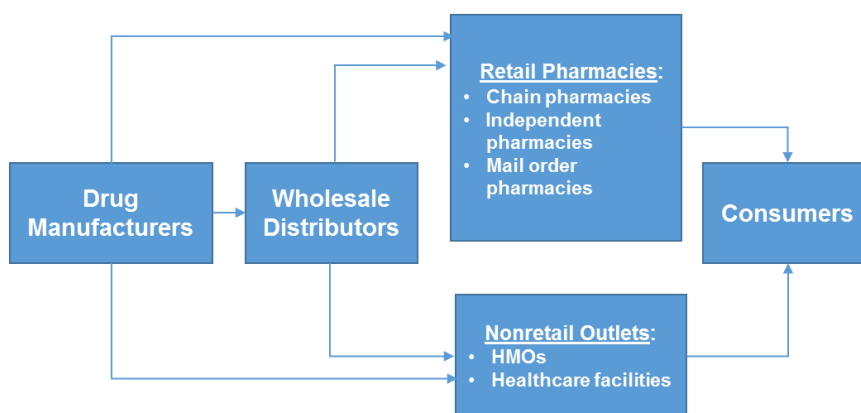 Retail Pharmacies:
• Chain pharmacies
• Independent
pharmacies
• Mail order
pharmacies
Drug
Manufacturers
Wholesale
Distributors
Consumers
Nonretail Outlets:
• HMOs
• Healthcare facilities